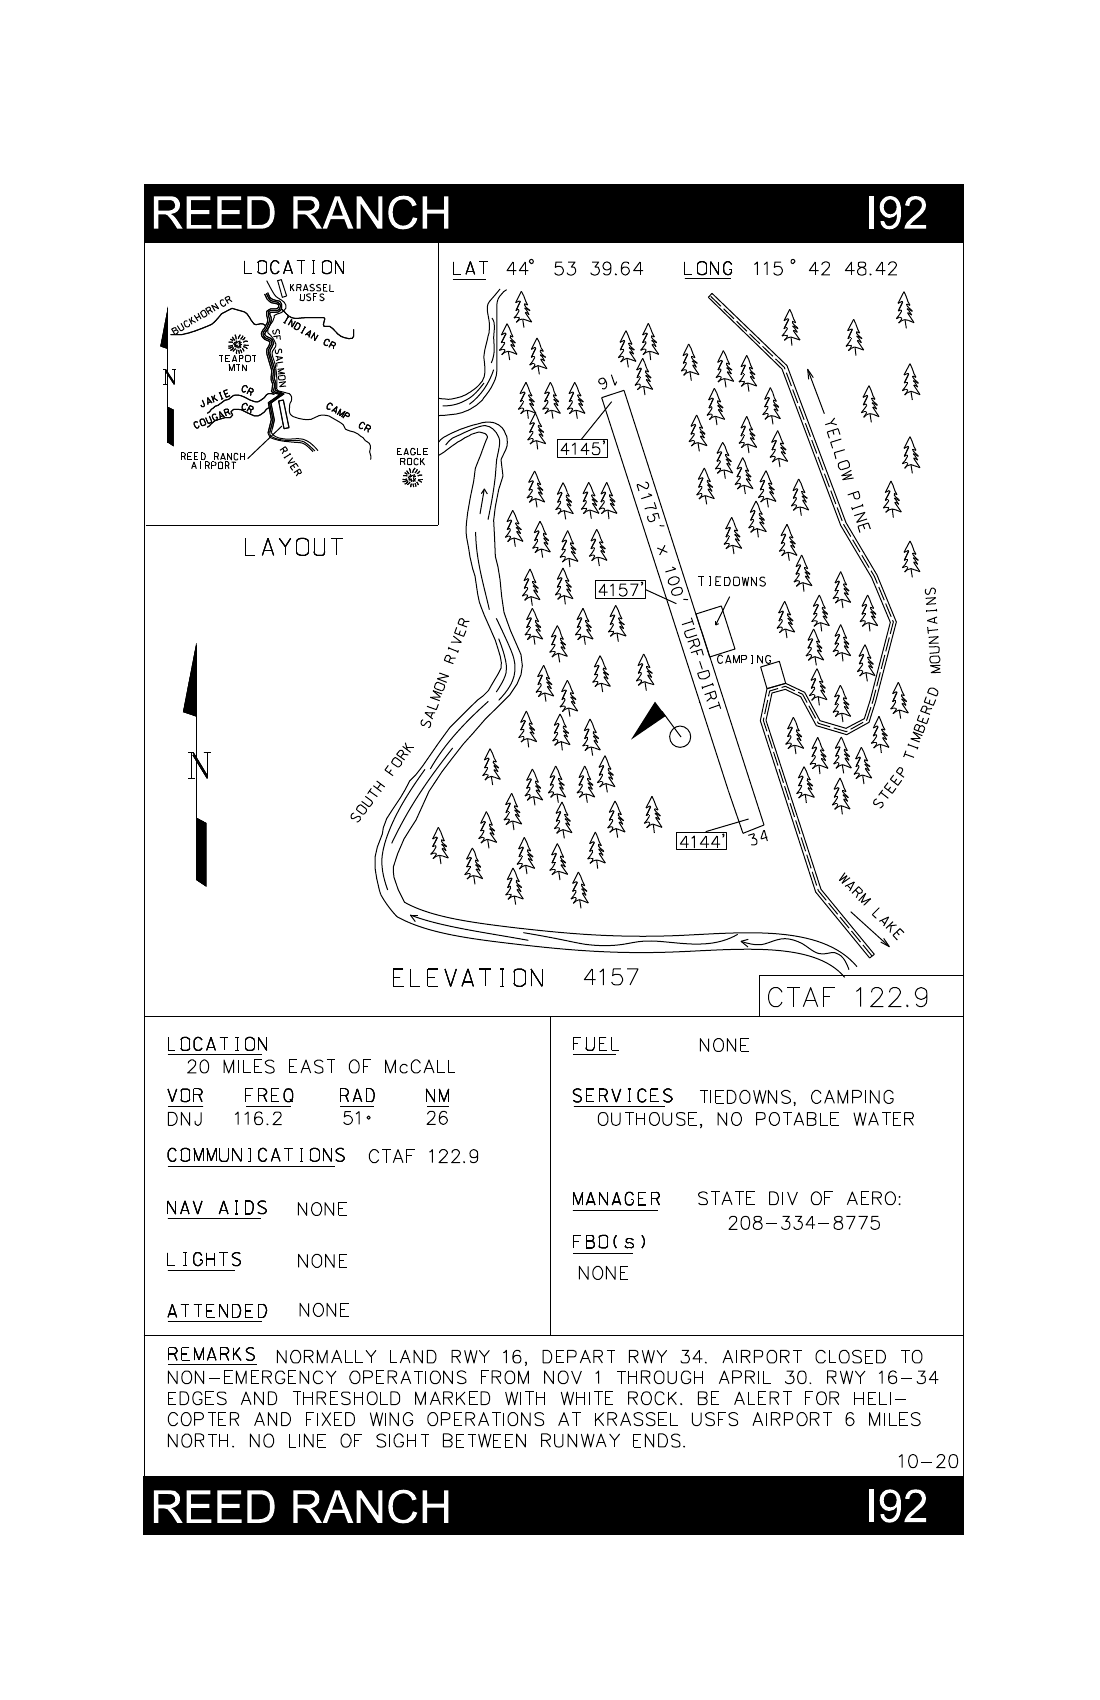 REED RANCH I92
LOCATION
KRASSEL
USFS
BUCKHORN CR
INDIAN CR
SF SALMON
TEAPOT
MTN
N
JAKIE CR
COUGAR CR
CAMP CR
REED RANCH
AIRPORT
RIVER
EAGLE
ROCK
LAT 44° 53 39.64 LONG 115° 42 48.42
LAYOUT
16
4145'
2175' x 100' TURF-DIRT
YELLOW PINE
4157'
TIEDOWNS
CAMPING
SOUTH FORK SALMON RIVER
STEEP TIMBERED MOUNTAINS
N
4144'
34
WARM LAKE
ELEVATION 4157
CTAF 122.9
LOCATION
20 MILES EAST OF McCALL
VOR FREQ RAD NM
DNJ 116.2 51° 26
COMMUNICATIONS CTAF 122.9
NAV AIDS NONE
LIGHTS NONE
ATTENDED NONE
FUEL NONE
SERVICES TIEDOWNS, CAMPING
OUTHOUSE, NO POTABLE WATER
MANAGER STATE DIV OF AERO:
208-334-8775
FBO(s)
NONE
REMARKS NORMALLY LAND RWY 16, DEPART RWY 34. AIRPORT CLOSED TO
NON-EMERGENCY OPERATIONS FROM NOV 1 THROUGH APRIL 30. RWY 16-34
EDGES AND THRESHOLD MARKED WITH WHITE ROCK. BE ALERT FOR HELI-
COPTER AND FIXED WING OPERATIONS AT KRASSEL USFS AIRPORT 6 MILES
NORTH. NO LINE OF SIGHT BETWEEN RUNWAY ENDS.
10-20
REED RANCH I92